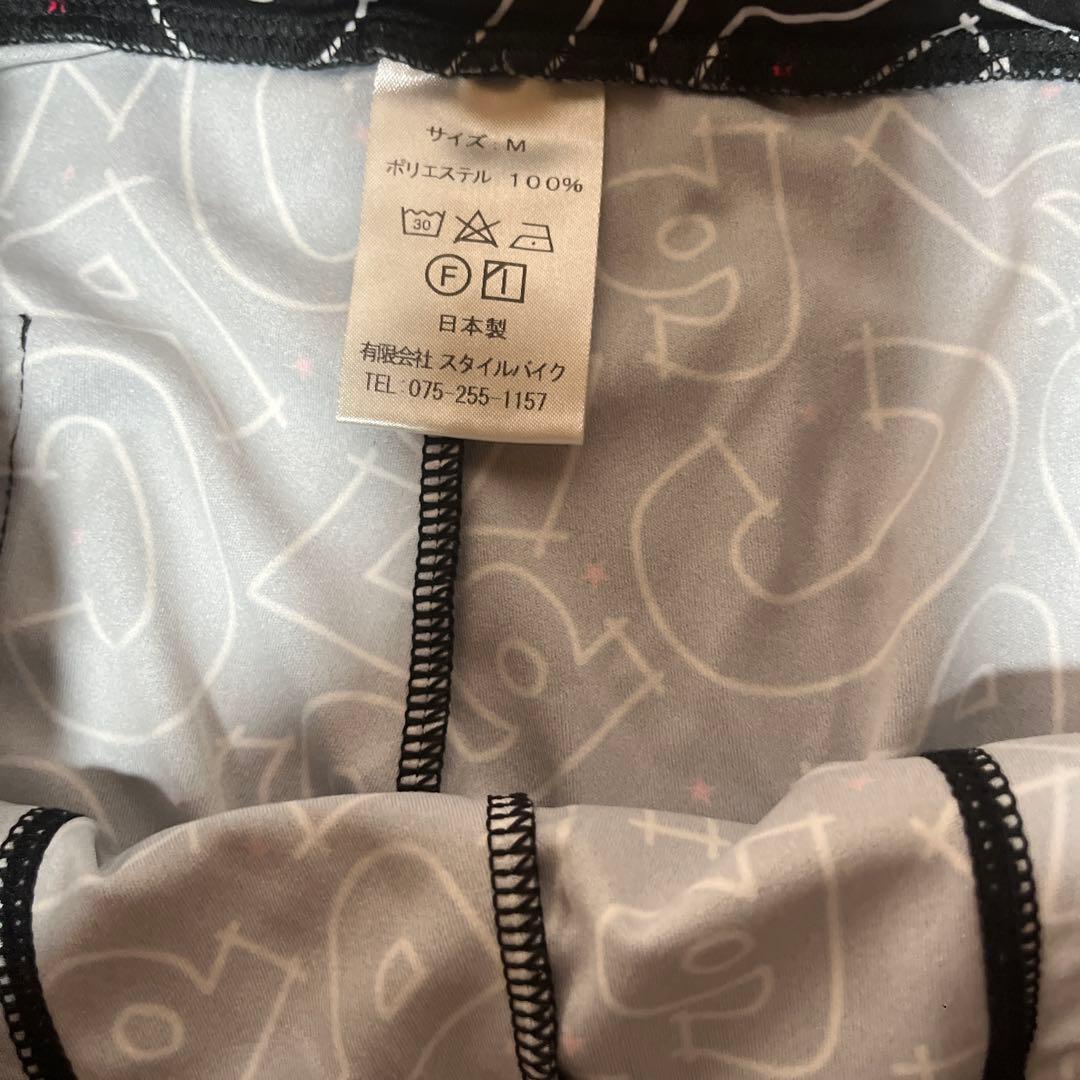 サイズ：M
ポリエステル 100%
30
F
日本製
有限会社 スタイルバイク
TEL:075-255-1157